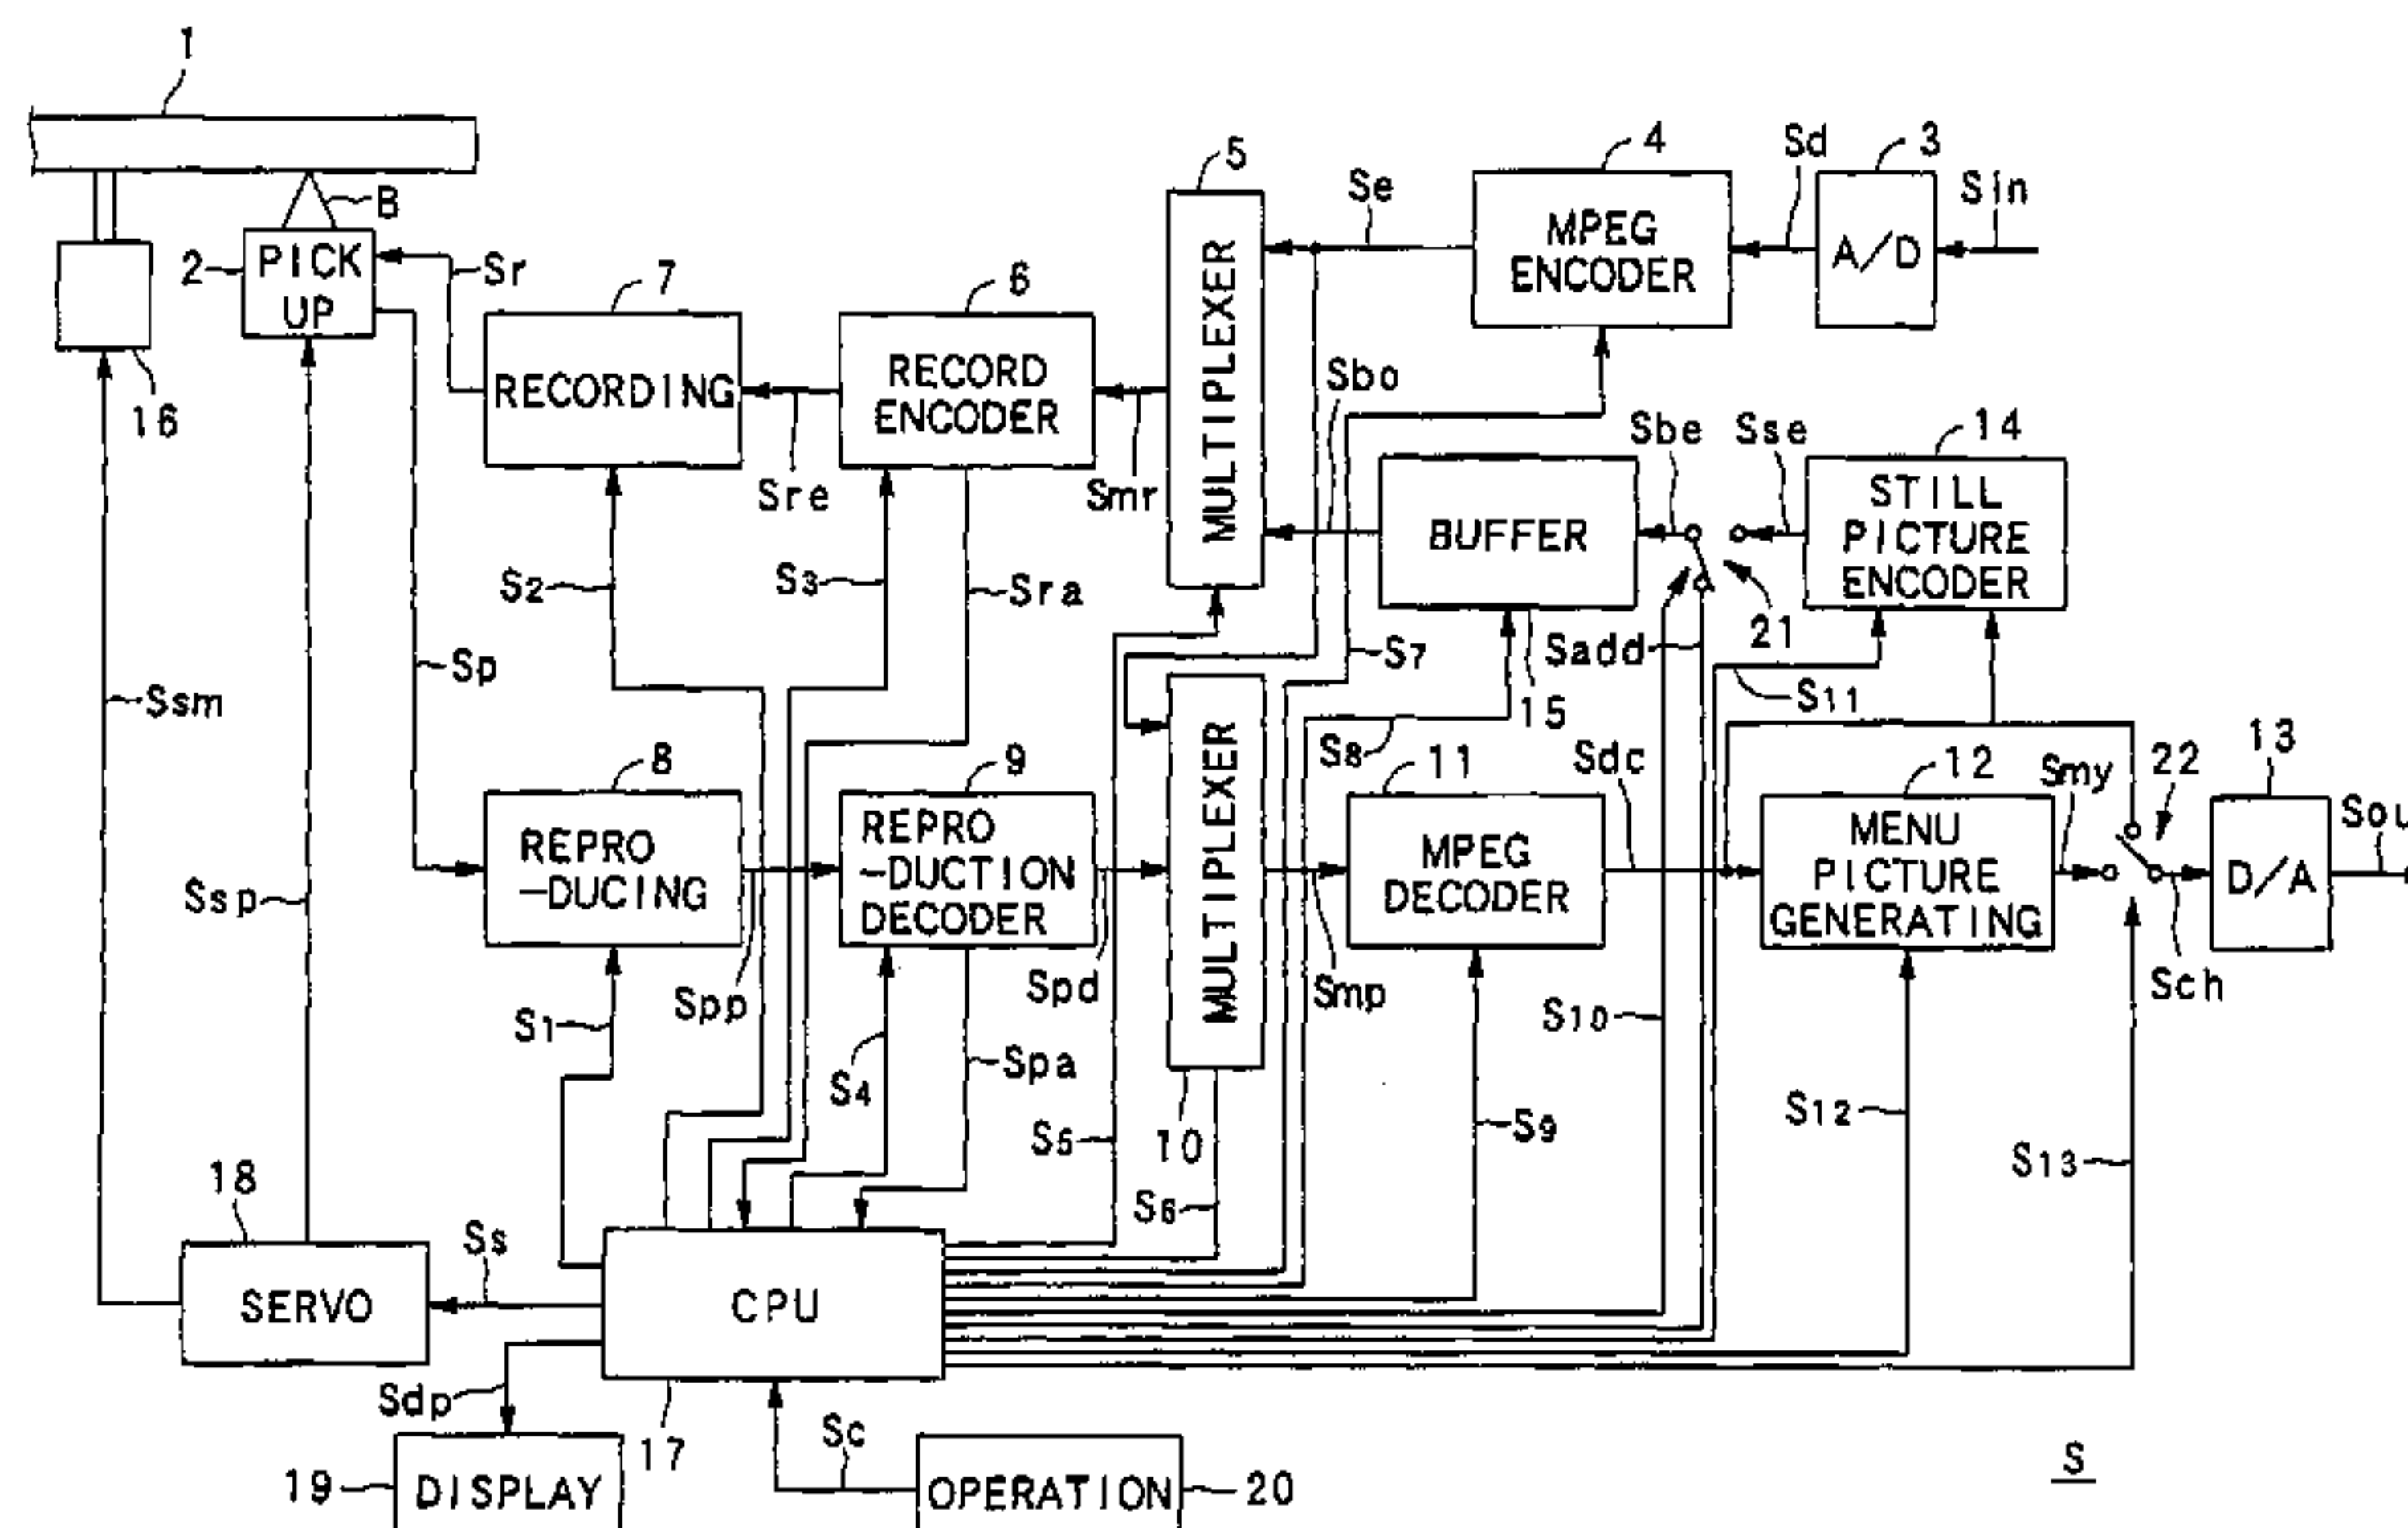 1
B
2
PICK
UP
Sr
16
7
RECORDING
Sre
6
RECORD
ENCODER
Smr
5
MULTIPLEXER
Se
4
MPEG
ENCODER
Sd
3
A/D
Sin
Sbo
BUFFER
15
Sbe
Sse
14
STILL
PICTURE
ENCODER
21
Sadd
S11
S7
S8
S2
S3
Sra
Sp
Ssm
Ssp
8
REPRO
-DUCING
Spp
9
REPRO
-DUCTION
DECODER
Spd
MULTIPLEXER
10
Smp
11
MPEG
DECODER
Sdc
12
MENU
PICTURE
GENERATING
Smy
22
Sch
13
D/A
Sou
S1
S4
Spa
S5
S6
S9
S10
S12
S13
18
SERVO
Ss
CPU
17
Sdp
19
DISPLAY
Sc
OPERATION
20
S